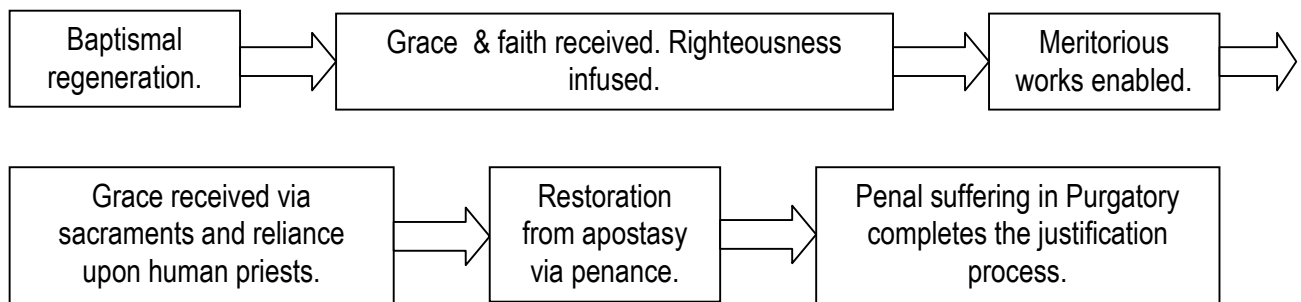 Baptismal
regeneration.
Grace & faith received. Righteousness
infused.
Meritorious
works enabled.
Grace received via
sacraments and reliance
upon human priests.
Restoration
from apostasy
via penance.
Penal suffering in Purgatory
completes the justification
process.